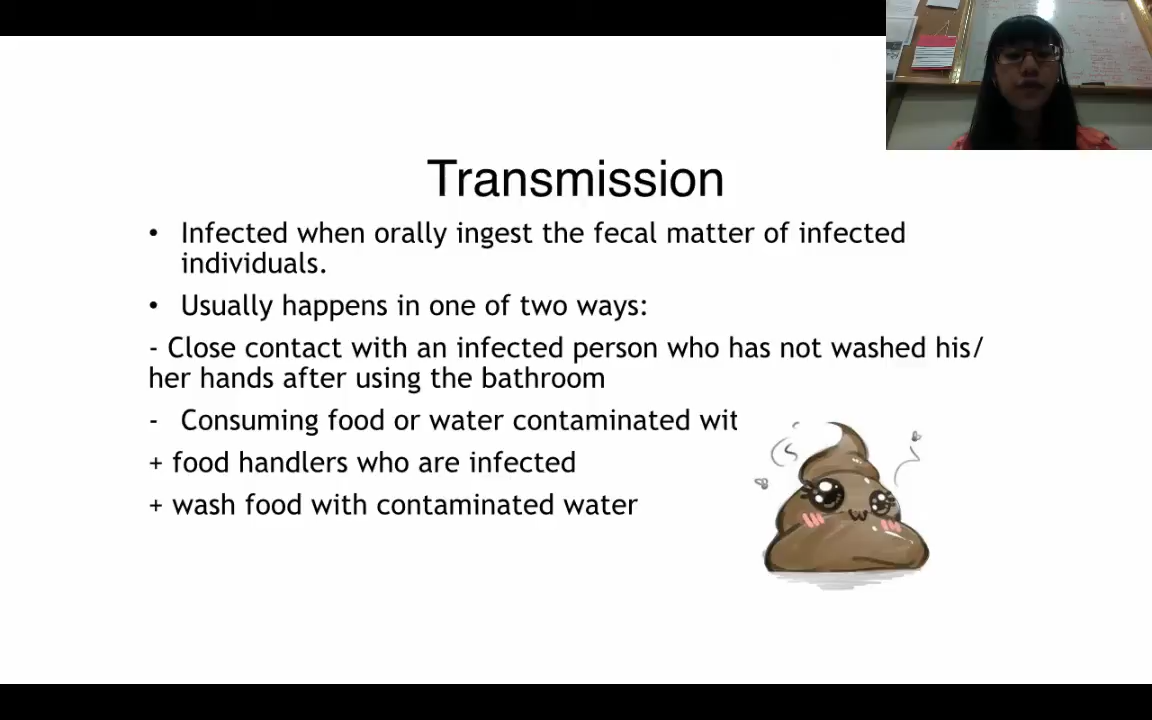 Transmission
• Infected when orally ingest the fecal matter of infected
individuals.
• Usually happens in one of two ways:
- Close contact with an infected person who has not washed his/
her hands after using the bathroom
- Consuming food or water contaminated wit
+ food handlers who are infected
+ wash food with contaminated water